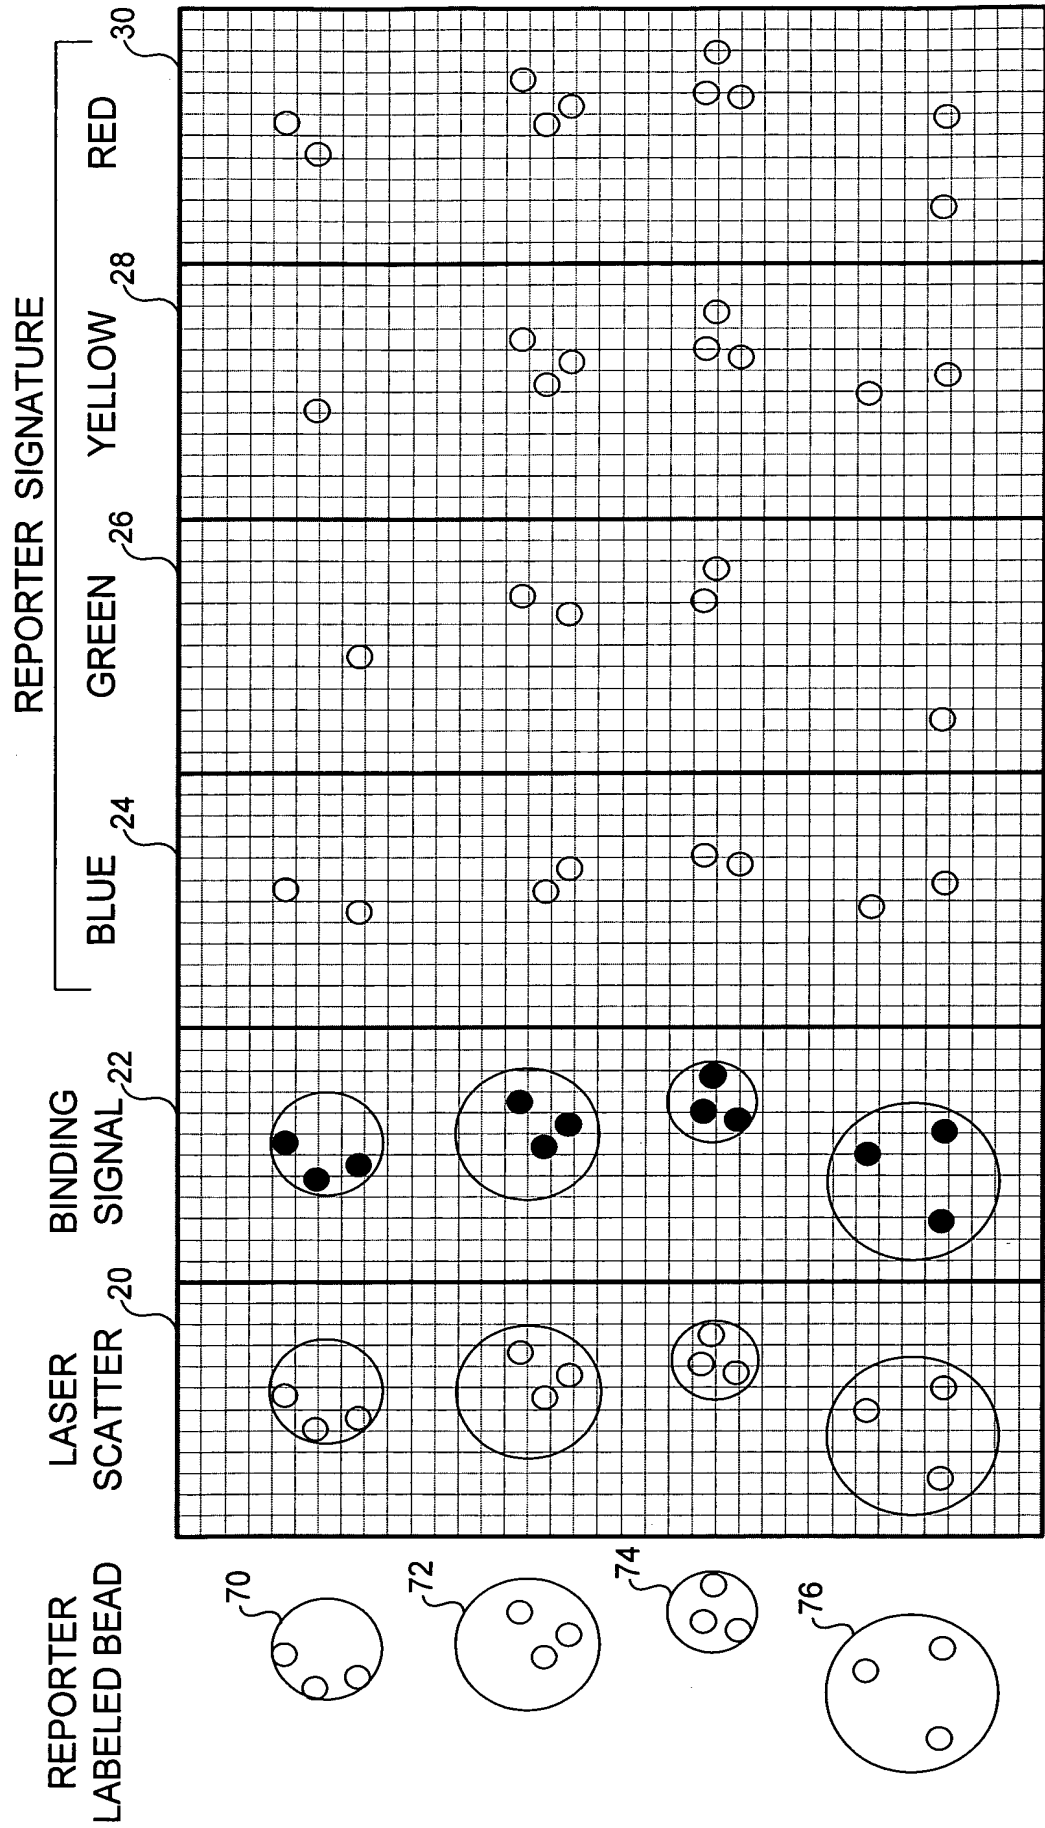 REPORTER SIGNATURE
REPORTER
LABELED BEAD
LASER
SCATTER
20
BINDING
SIGNAL
22
BLUE
24
GREEN
26
YELLOW
28
RED
30
70
72
74
76